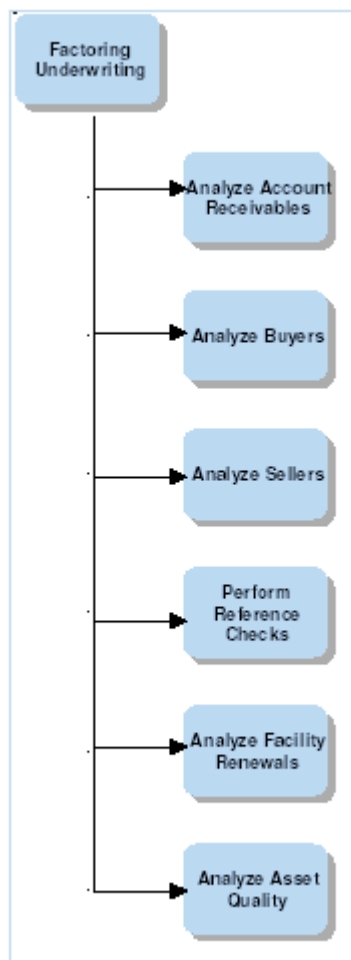 Factoring
Underwriting
Analyze Account
Receivables
Analyze Buyers
Analyze Sellers
Perform
Reference
Checks
Analyze Facility
Renewals
Analyze Asset
Quality